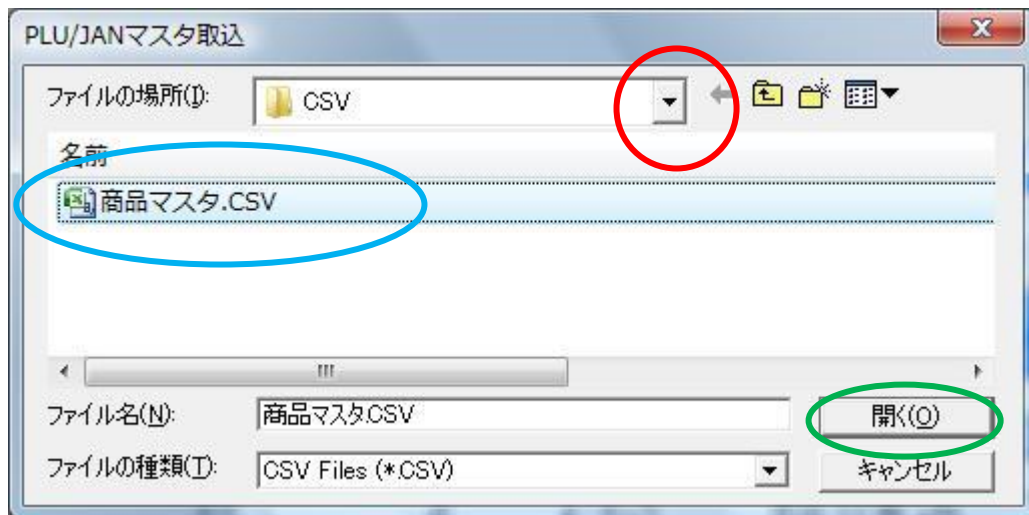 PLU/JANマスタ取込
ファイルの場所(I):
CSV
名前
商品マスタ.CSV
ファイル名(N):
商品マスタ.CSV
開く(O)
ファイルの種類(T):
CSV Files (*.CSV)
キャンセル